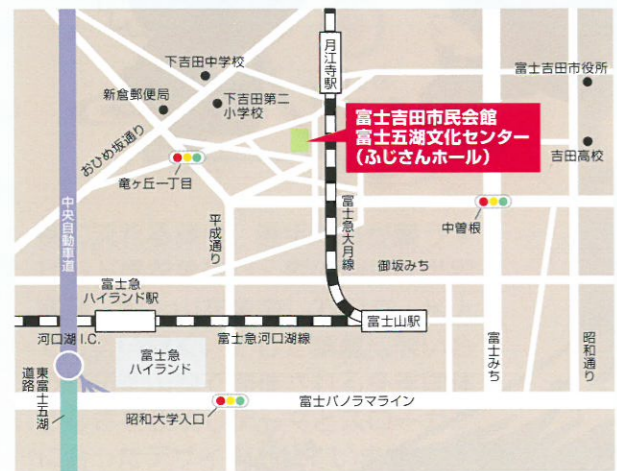 月江寺駅
下吉田中学校
新倉郵便局
下吉田第二
小学校
富士吉田市役所
富士吉田市民会館
富士五湖文化センター
(ふじさんホール)
吉田高校
おひめ坂通り
竜ヶ丘一丁目
中央自動車道
平成通り
富士急大月線
中曽根
御坂みち
富士急
ハイランド駅
富士山駅
河口湖I.C.
富士急河口湖線
富士急
ハイランド
富士みち
昭和通り
東富士五湖
道路
昭和大学入口
富士パノラマライン